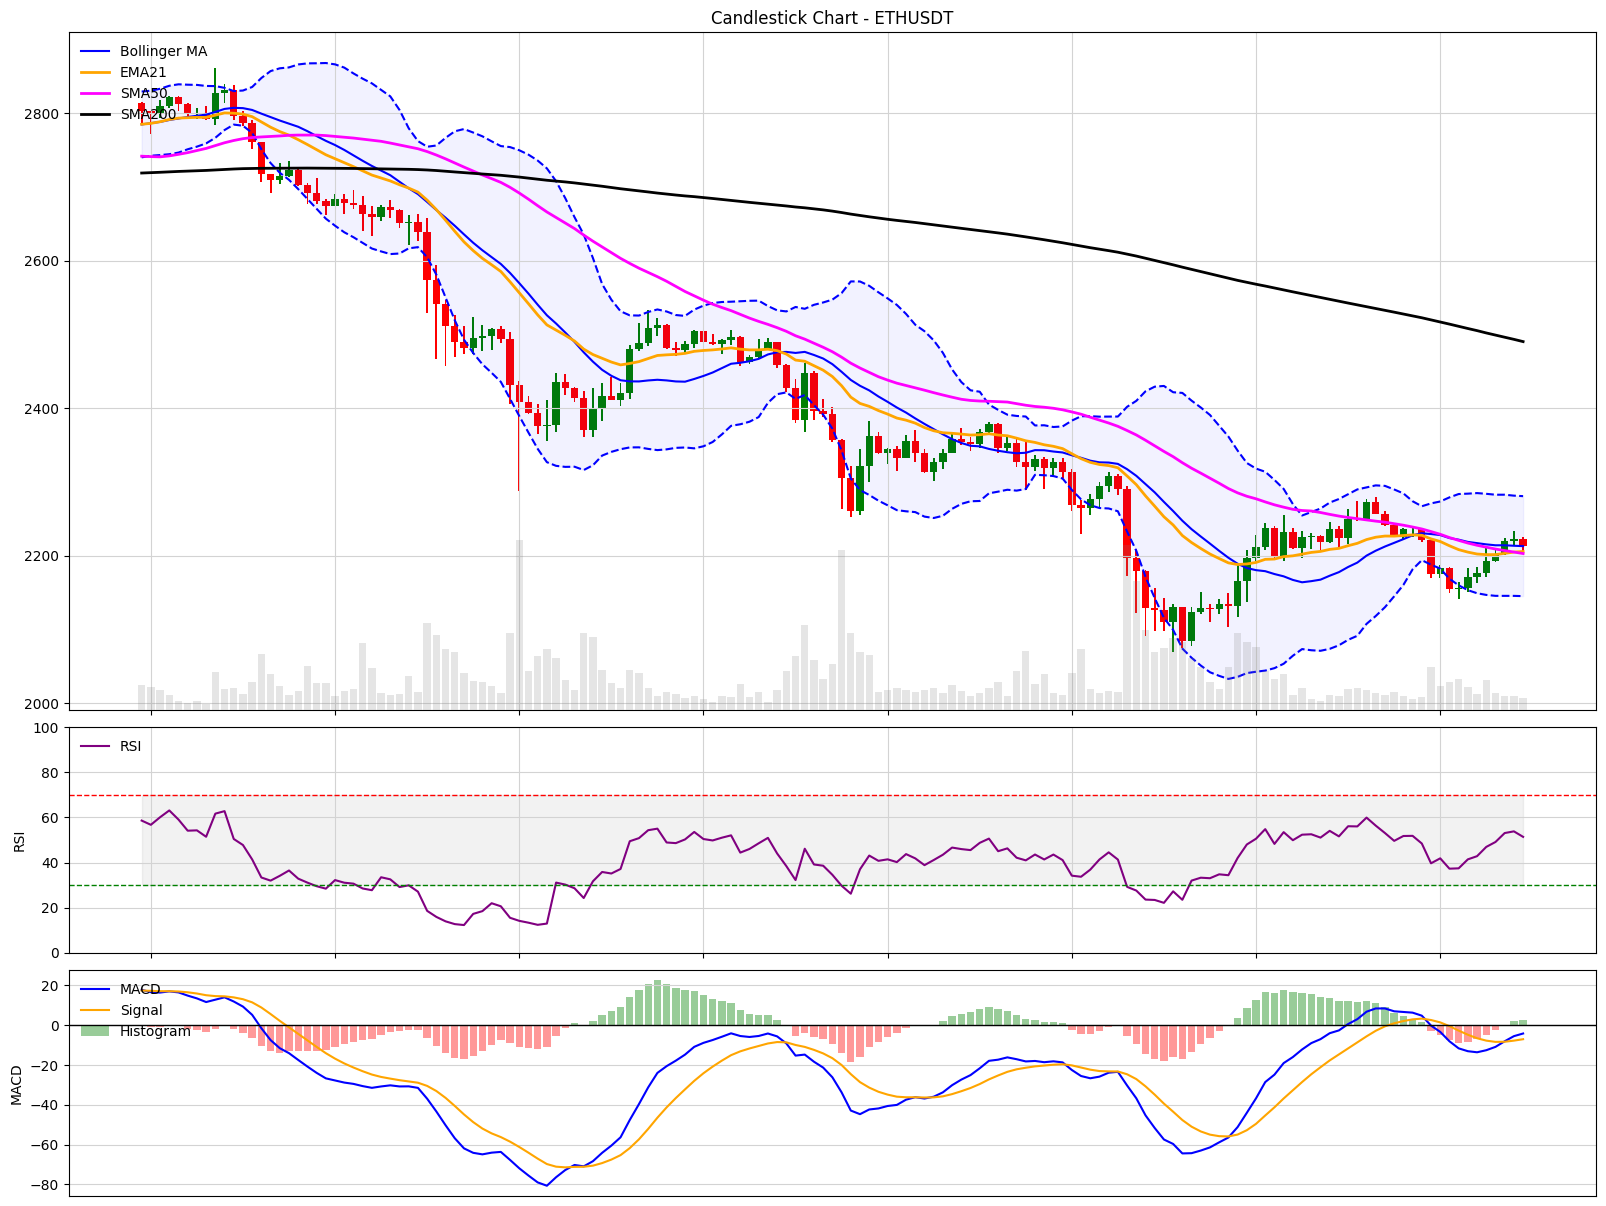 Candlestick Chart - ETHUSDT
Bollinger MA
EMA21
SMA50
SMA200
2800
2600
2400
2200
2000
100
80
60
40
20
0
RSI
RSI
20
0
−20
−40
−60
−80
MACD
MACD
Signal
Histogram